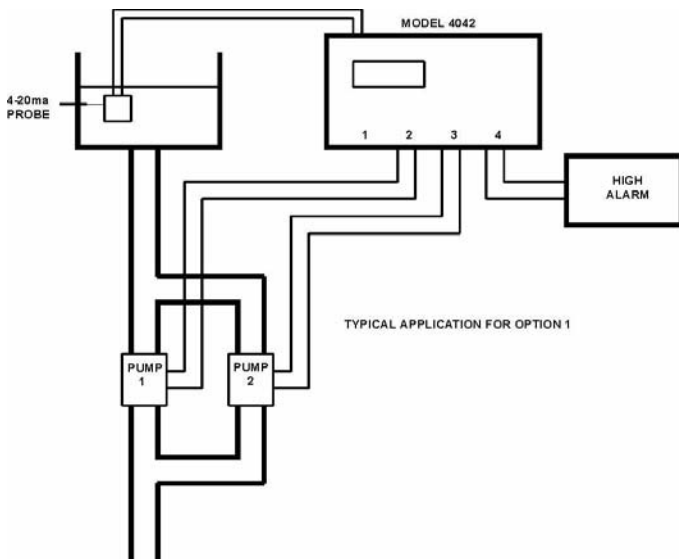 MODEL 4042
4-20ma
PROBE
1 2 3 4
HIGH
ALARM
TYPICAL APPLICATION FOR OPTION 1
PUMP
1
PUMP
2